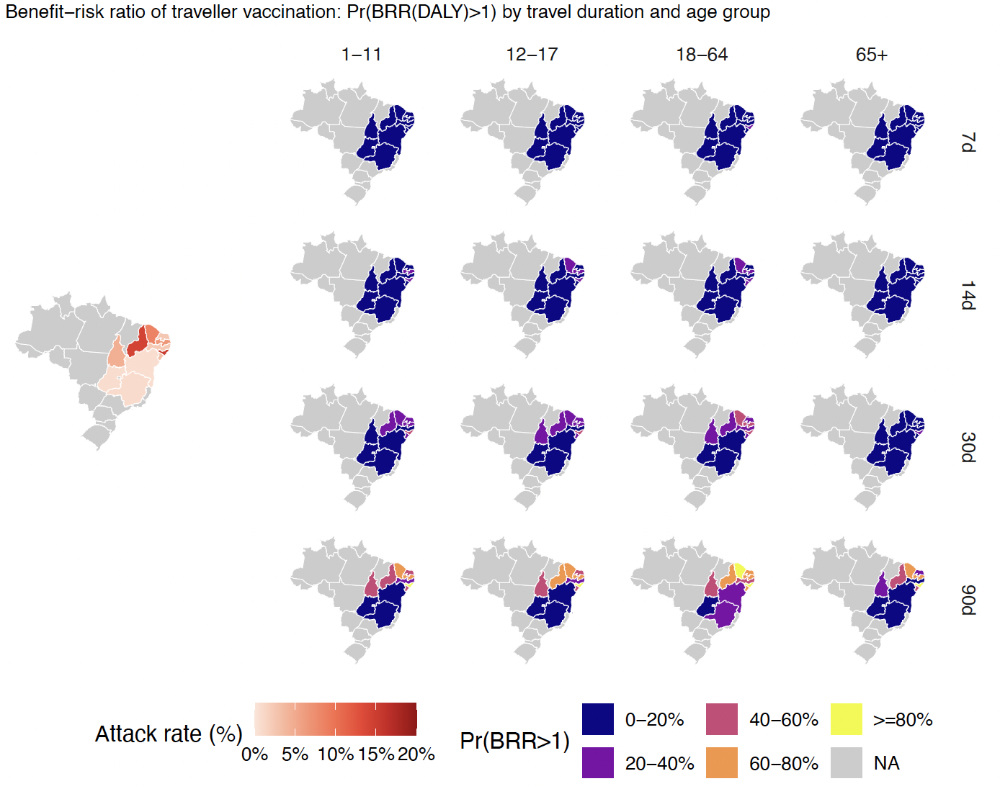 Benefit−risk ratio of traveller vaccination: Pr(BRR(DALY)>1) by travel duration and age group
1−11 12−17 18−64 65+
7d
14d
30d
90d
Attack rate (%)
0% 5% 10% 15% 20%
Pr(BRR>1)
0−20% 40−60% >=80%
20−40% 60−80% NA